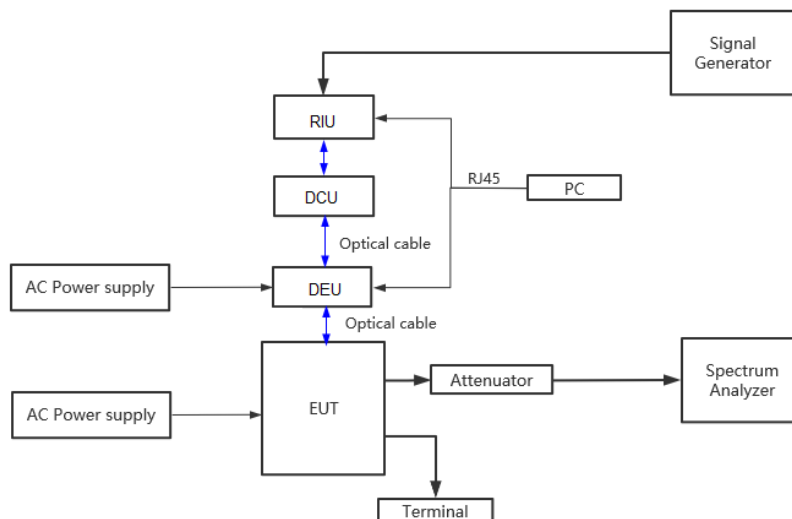 Signal
Generator
RIU
RJ45
PC
DCU
Optical cable
AC Power supply
DEU
Optical cable
Attenuator
Spectrum
Analyzer
AC Power supply
EUT
Terminal